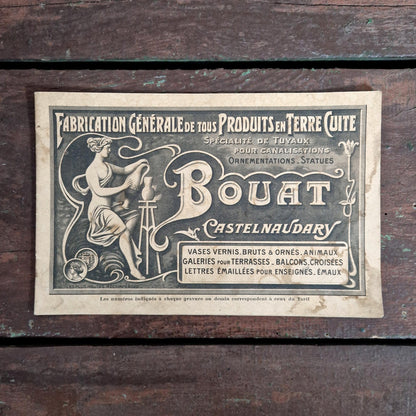 FABRICATION GÉNÉRALE DE TOUS PRODUITS EN TERRE CUITE
SPÉCIALITÉ DE TUYAUX
POUR CANALISATIONS
ORNEMENTATIONS. STATUES
BOUAT
CASTELNAUDARY
VASES VERNIS, BRUTS & ORNÉS, ANIMAUX
GALERIES POUR TERRASSES. BALCONS, CROISÉES
LETTRES ÉMAILLÉES POUR ENSEIGNES, ÉMAUX
Les numéros indiqués à chaque gravure ou dessin correspondent à ceux du Tarif